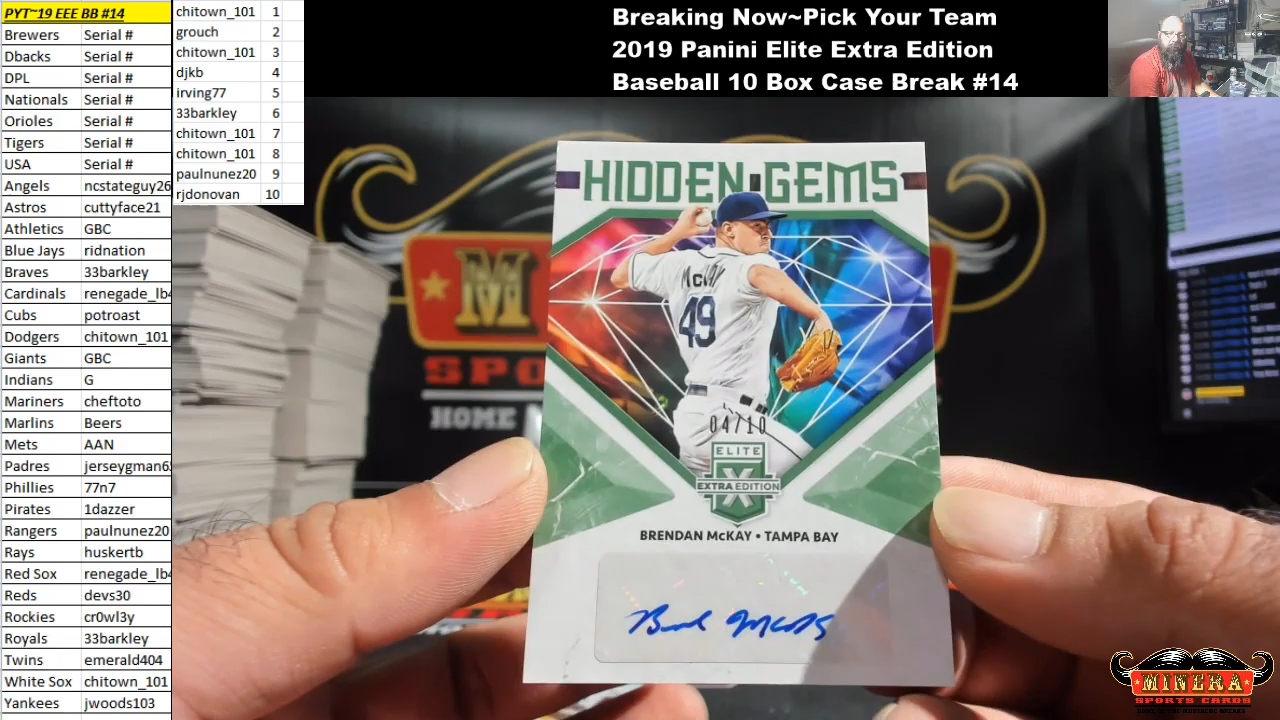 PYT~19 EEE BB #14
Brewers Serial #
Dbacks Serial #
DPL Serial #
Nationals Serial #
Orioles Serial #
Tigers Serial #
USA Serial #
Angels ncstateguy26
Astros cuttyface21
Athletics GBC
Blue Jays ridnation
Braves 33barkley
Cardinals renegade_lb4
Cubs potroast
Dodgers chitown_101
Giants GBC
Indians G
Mariners cheftoto
Marlins Beers
Mets AAN
Padres jerseygman6
Phillies 77n7
Pirates 1dazzer
Rangers paulnunez20
Rays huskertb
Red Sox renegade_lb4
Reds devs30
Rockies cr0wl3y
Royals 33barkley
Twins emerald404
White Sox chitown_101
Yankees jwoods103
chitown_101 1
grouch 2
chitown_101 3
djkb 4
irving77 5
33barkley 6
chitown_101 7
chitown_101 8
paulnunez20 9
rjdonovan 10
Breaking Now~Pick Your Team
2019 Panini Elite Extra Edition
Baseball 10 Box Case Break #14
HIDDEN GEMS
McKAY
49
04/10
ELITE
X
EXTRA EDITION
BRENDAN McKAY • TAMPA BAY
M
SPO
HOME
MINERA
SPORTS CARDS